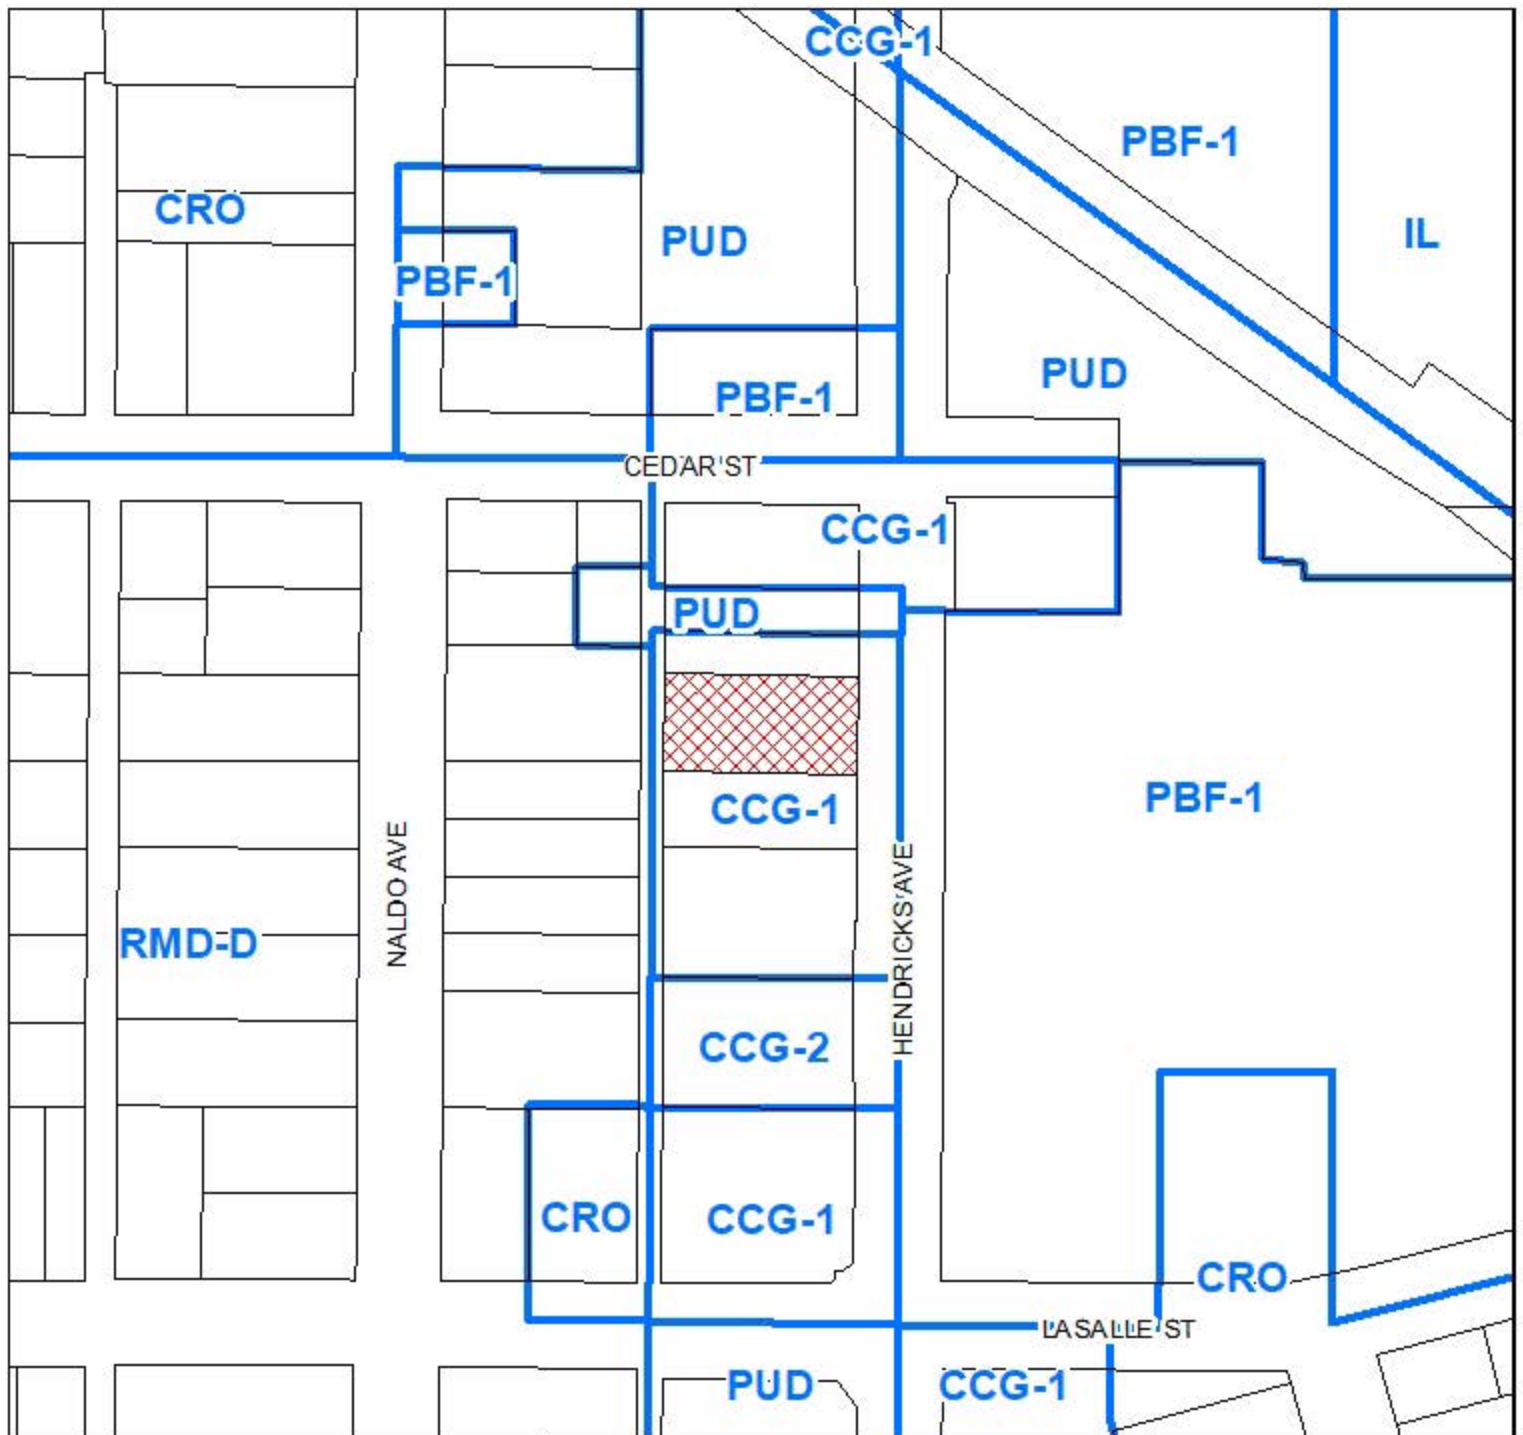 CCG-1
PBF-1
CRO
IL
PUD
PBF-1
PUD
PBF-1
CEDAR ST
CCG-1
PUD
PBF-1
CCG-1
NALDO AVE
HENDRICKS AVE
RMD-D
CCG-2
CRO
CCG-1
CRO
LASALLE ST
PUD
CCG-1